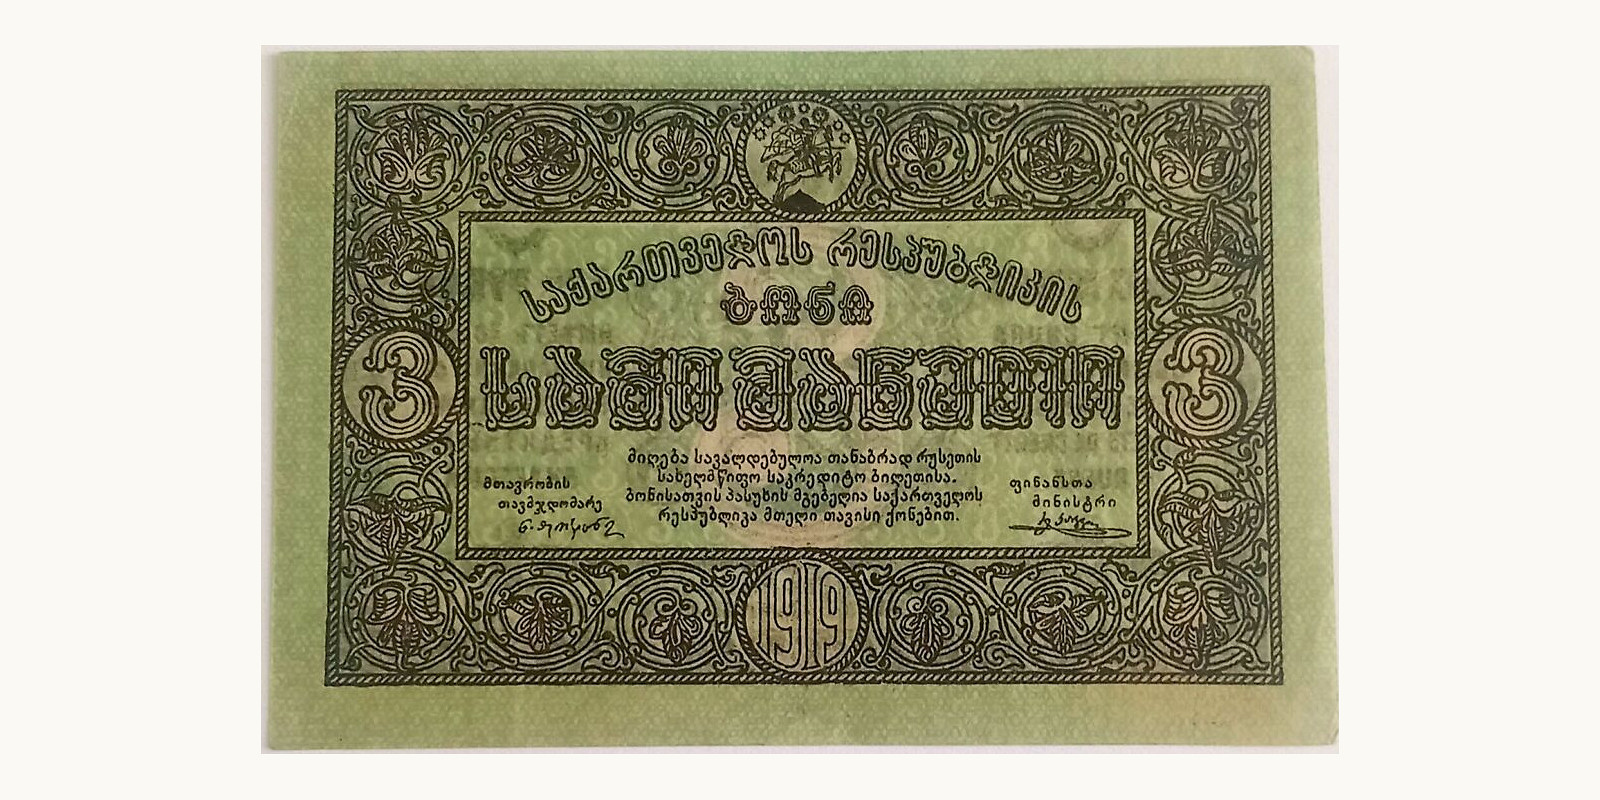 საქართველოს რესპუბლიკის
ბონი
3 სამი მანეთი 3
მიღება სავალდებულოა თანაბრად რუსეთის
სახელმწიფო საკრედიტო ბილეთისა.
ბონისათვის პასუხის მგებელია საქართველოს
რესპუბლიკა მთელი თავისი ქონებით.
მთავრობის
თავმჯდომარე
ფინანსთა
მინისტრი
1919